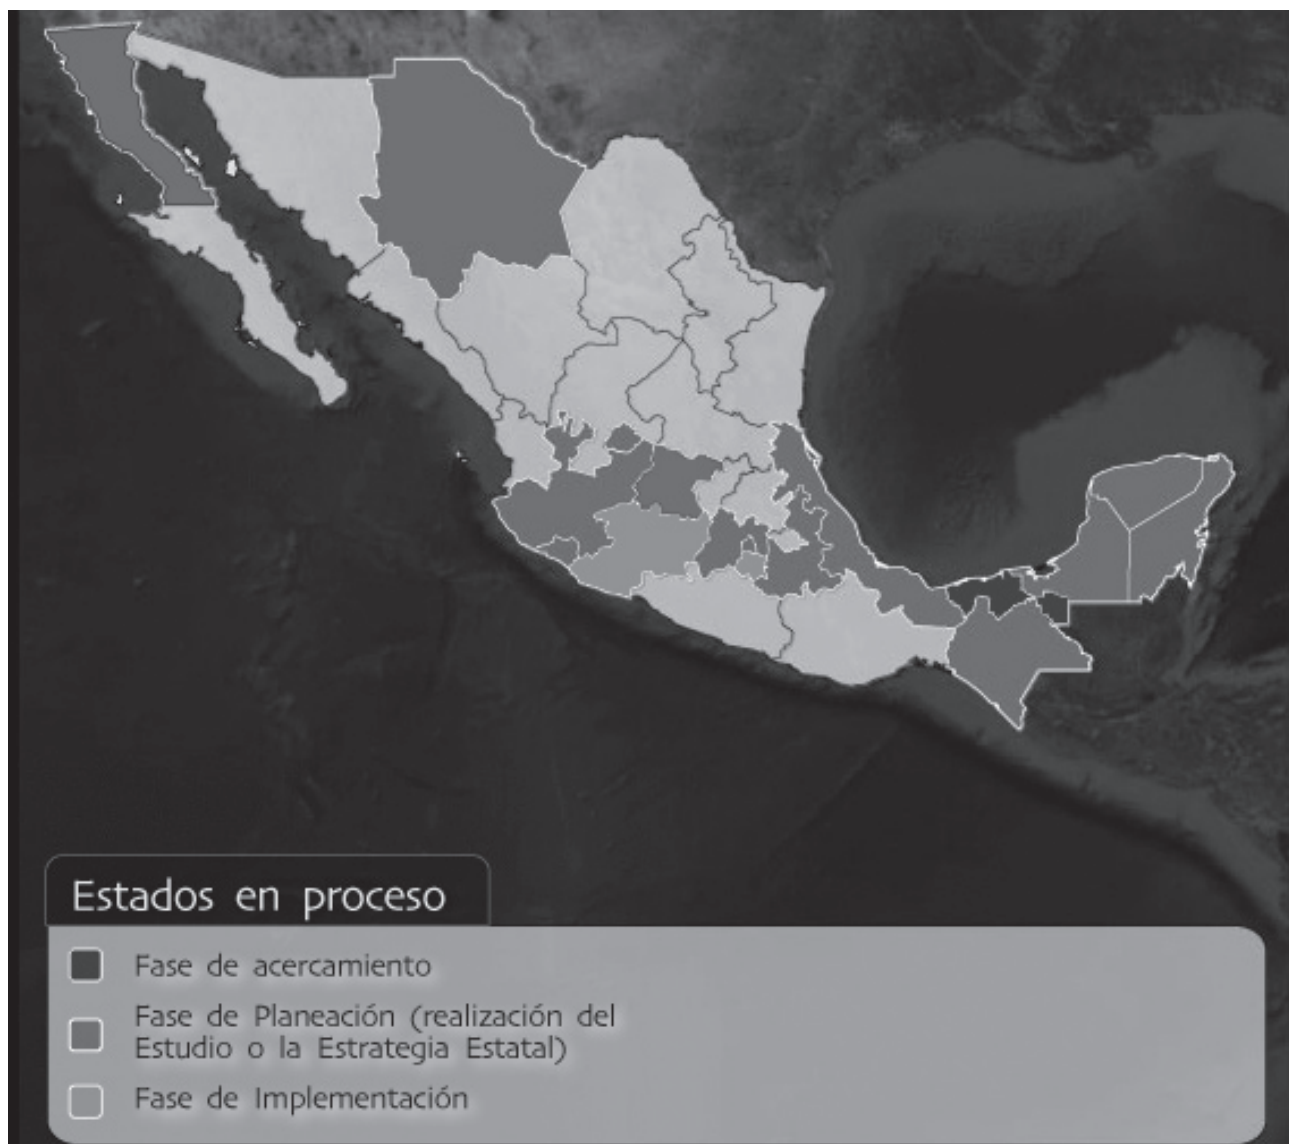 Estados en proceso
Fase de acercamiento
Fase de Planeación (realización del
Estudio o la Estrategia Estatal)
Fase de Implementación